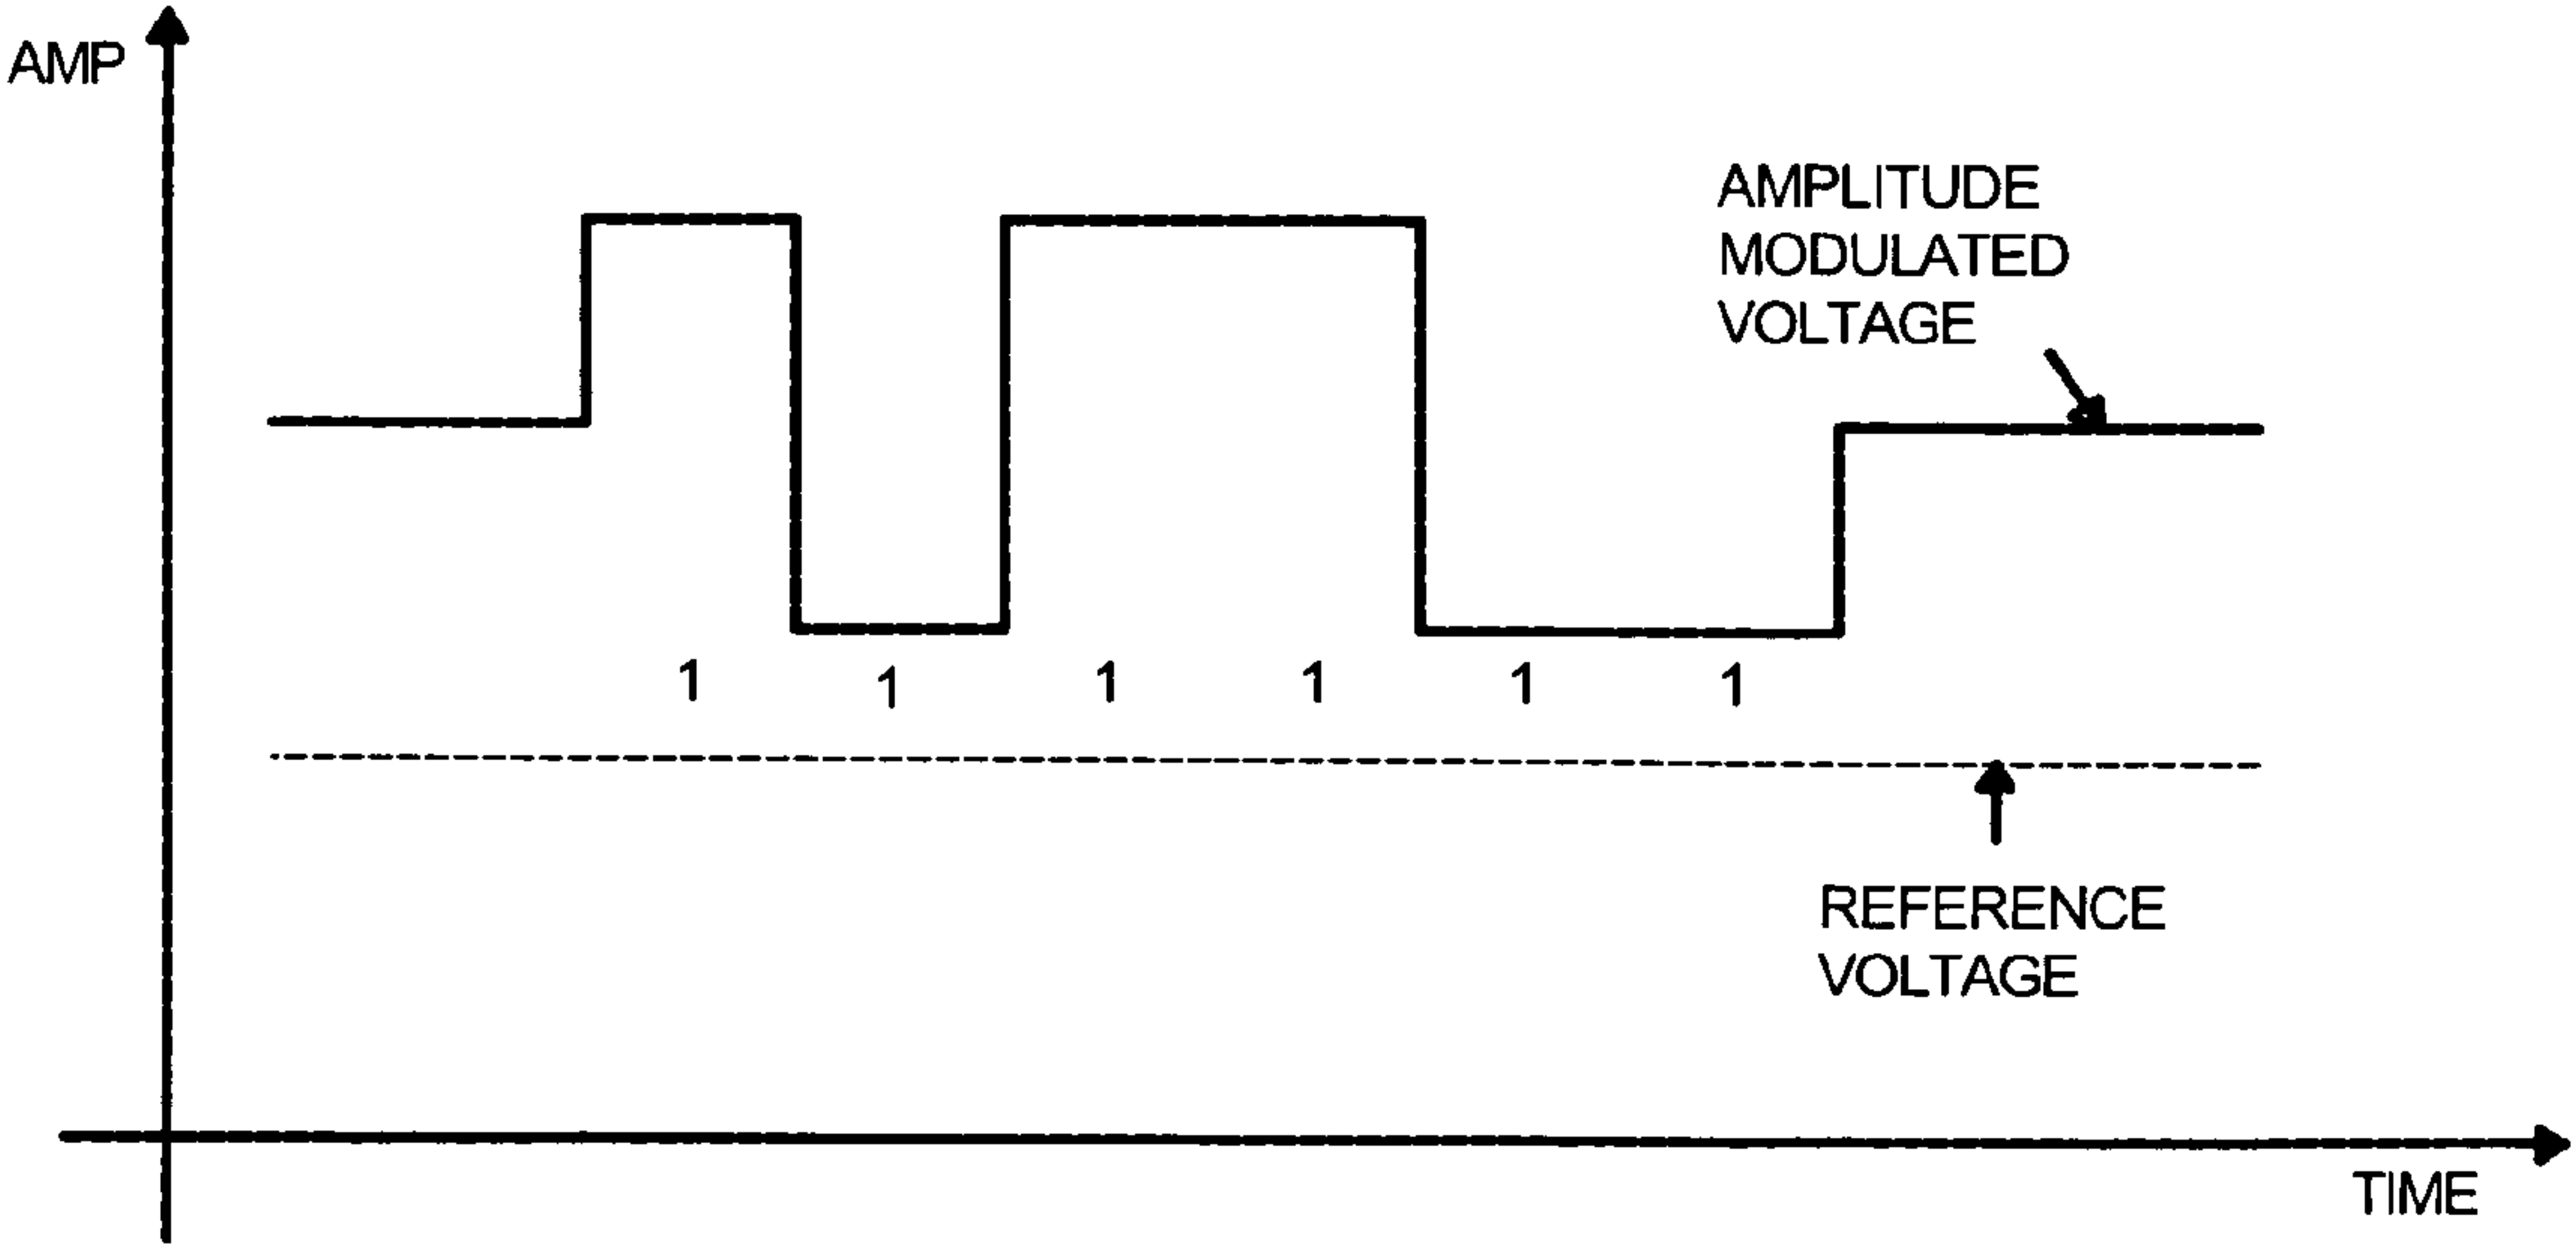 AMP
AMPLITUDE
MODULATED
VOLTAGE
1 1 1 1 1 1
REFERENCE
VOLTAGE
TIME